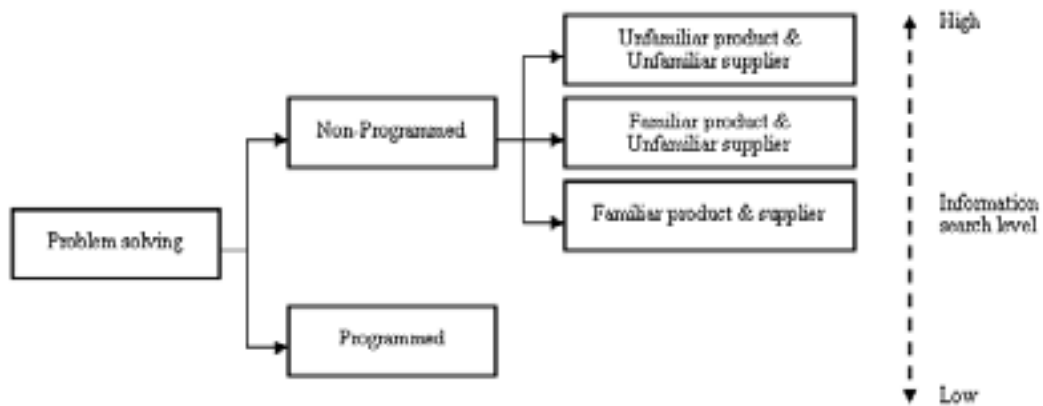 Unfamiliar product &
Unfamiliar supplier
High
Non-Programmed
Familiar product &
Unfamiliar supplier
Familiar product & supplier
Information
search level
Problem solving
Programmed
Low